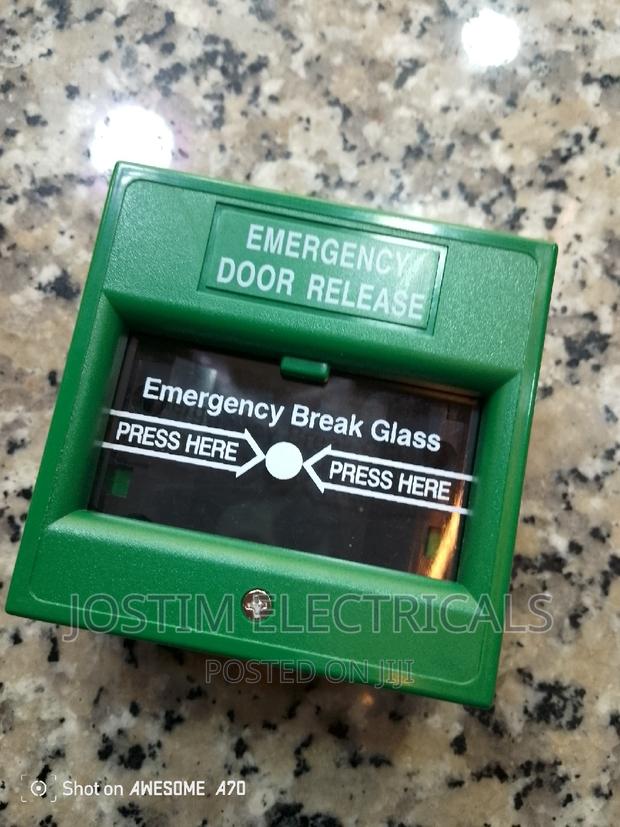 EMERGENCY
DOOR RELEASE
Emergency Break Glass
PRESS HERE PRESS HERE
JOSTIM ELECTRICALS
POSTED ON JIJI
Shot on AWESOME A70